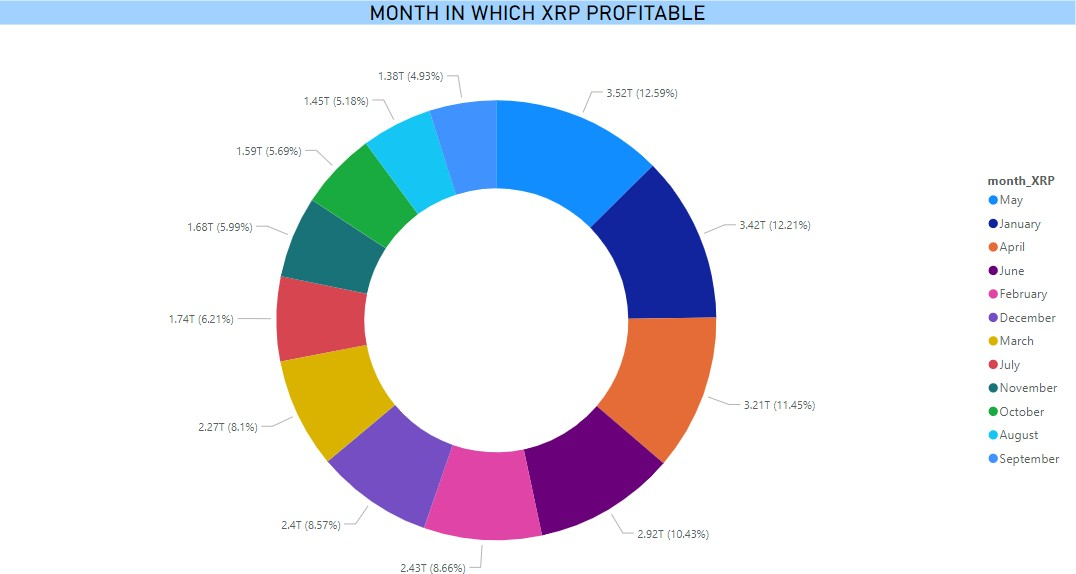 MONTH IN WHICH XRP PROFITABLE
1.38T (4.93%)
3.52T (12.59%)
1.45T (5.18%)
1.59T (5.69%)
3.42T (12.21%)
1.68T (5.99%)
1.74T (6.21%)
3.21T (11.45%)
2.27T (8.1%)
2.4T (8.57%)
2.92T (10.43%)
2.43T (8.66%)
month_XRP
May
January
April
June
February
December
March
July
November
October
August
September